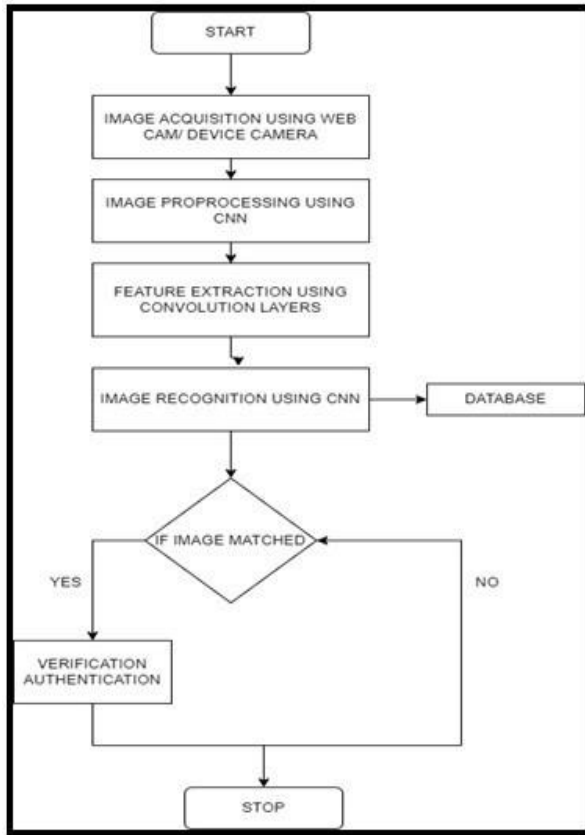 START
IMAGE ACQUISITION USING WEB
CAM/ DEVICE CAMERA
IMAGE PROPROCESSING USING
CNN
FEATURE EXTRACTION USING
CONVOLUTION LAYERS
IMAGE RECOGNITION USING CNN
DATABASE
IF IMAGE MATCHED
YES
NO
VERIFICATION
AUTHENTICATION
STOP